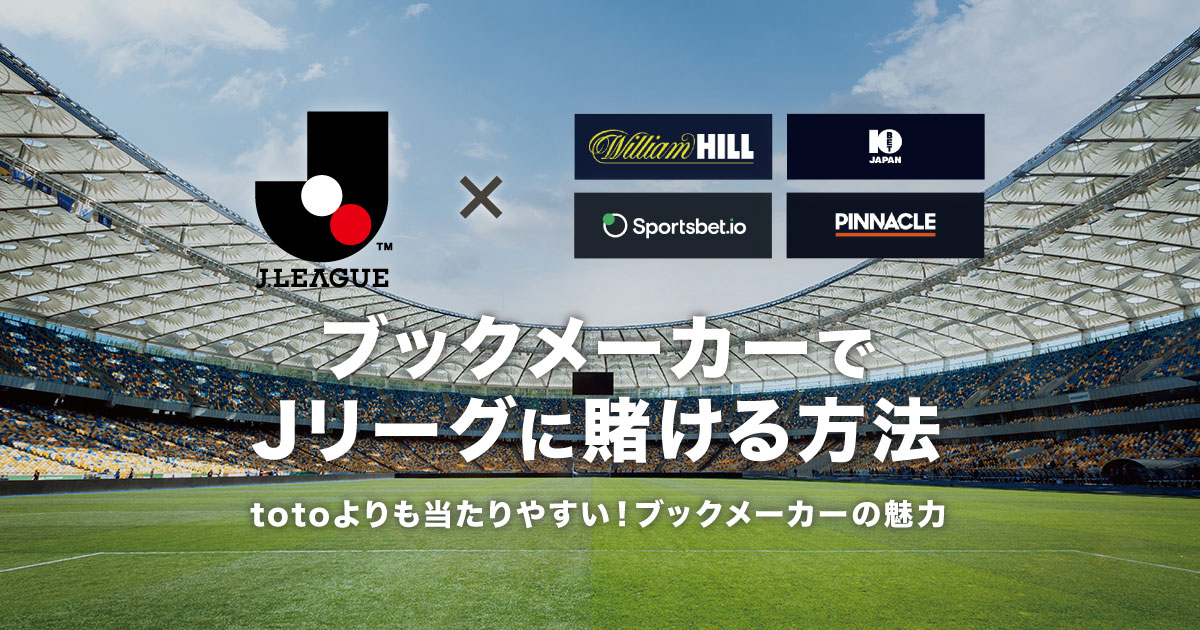 TM
J.LEAGUE
×
William HILL
10 BET
JAPAN
Sportsbet.io
PINNACLE
ブックメーカーで
Jリーグに賭ける方法
totoよりも当たりやすい！ブックメーカーの魅力